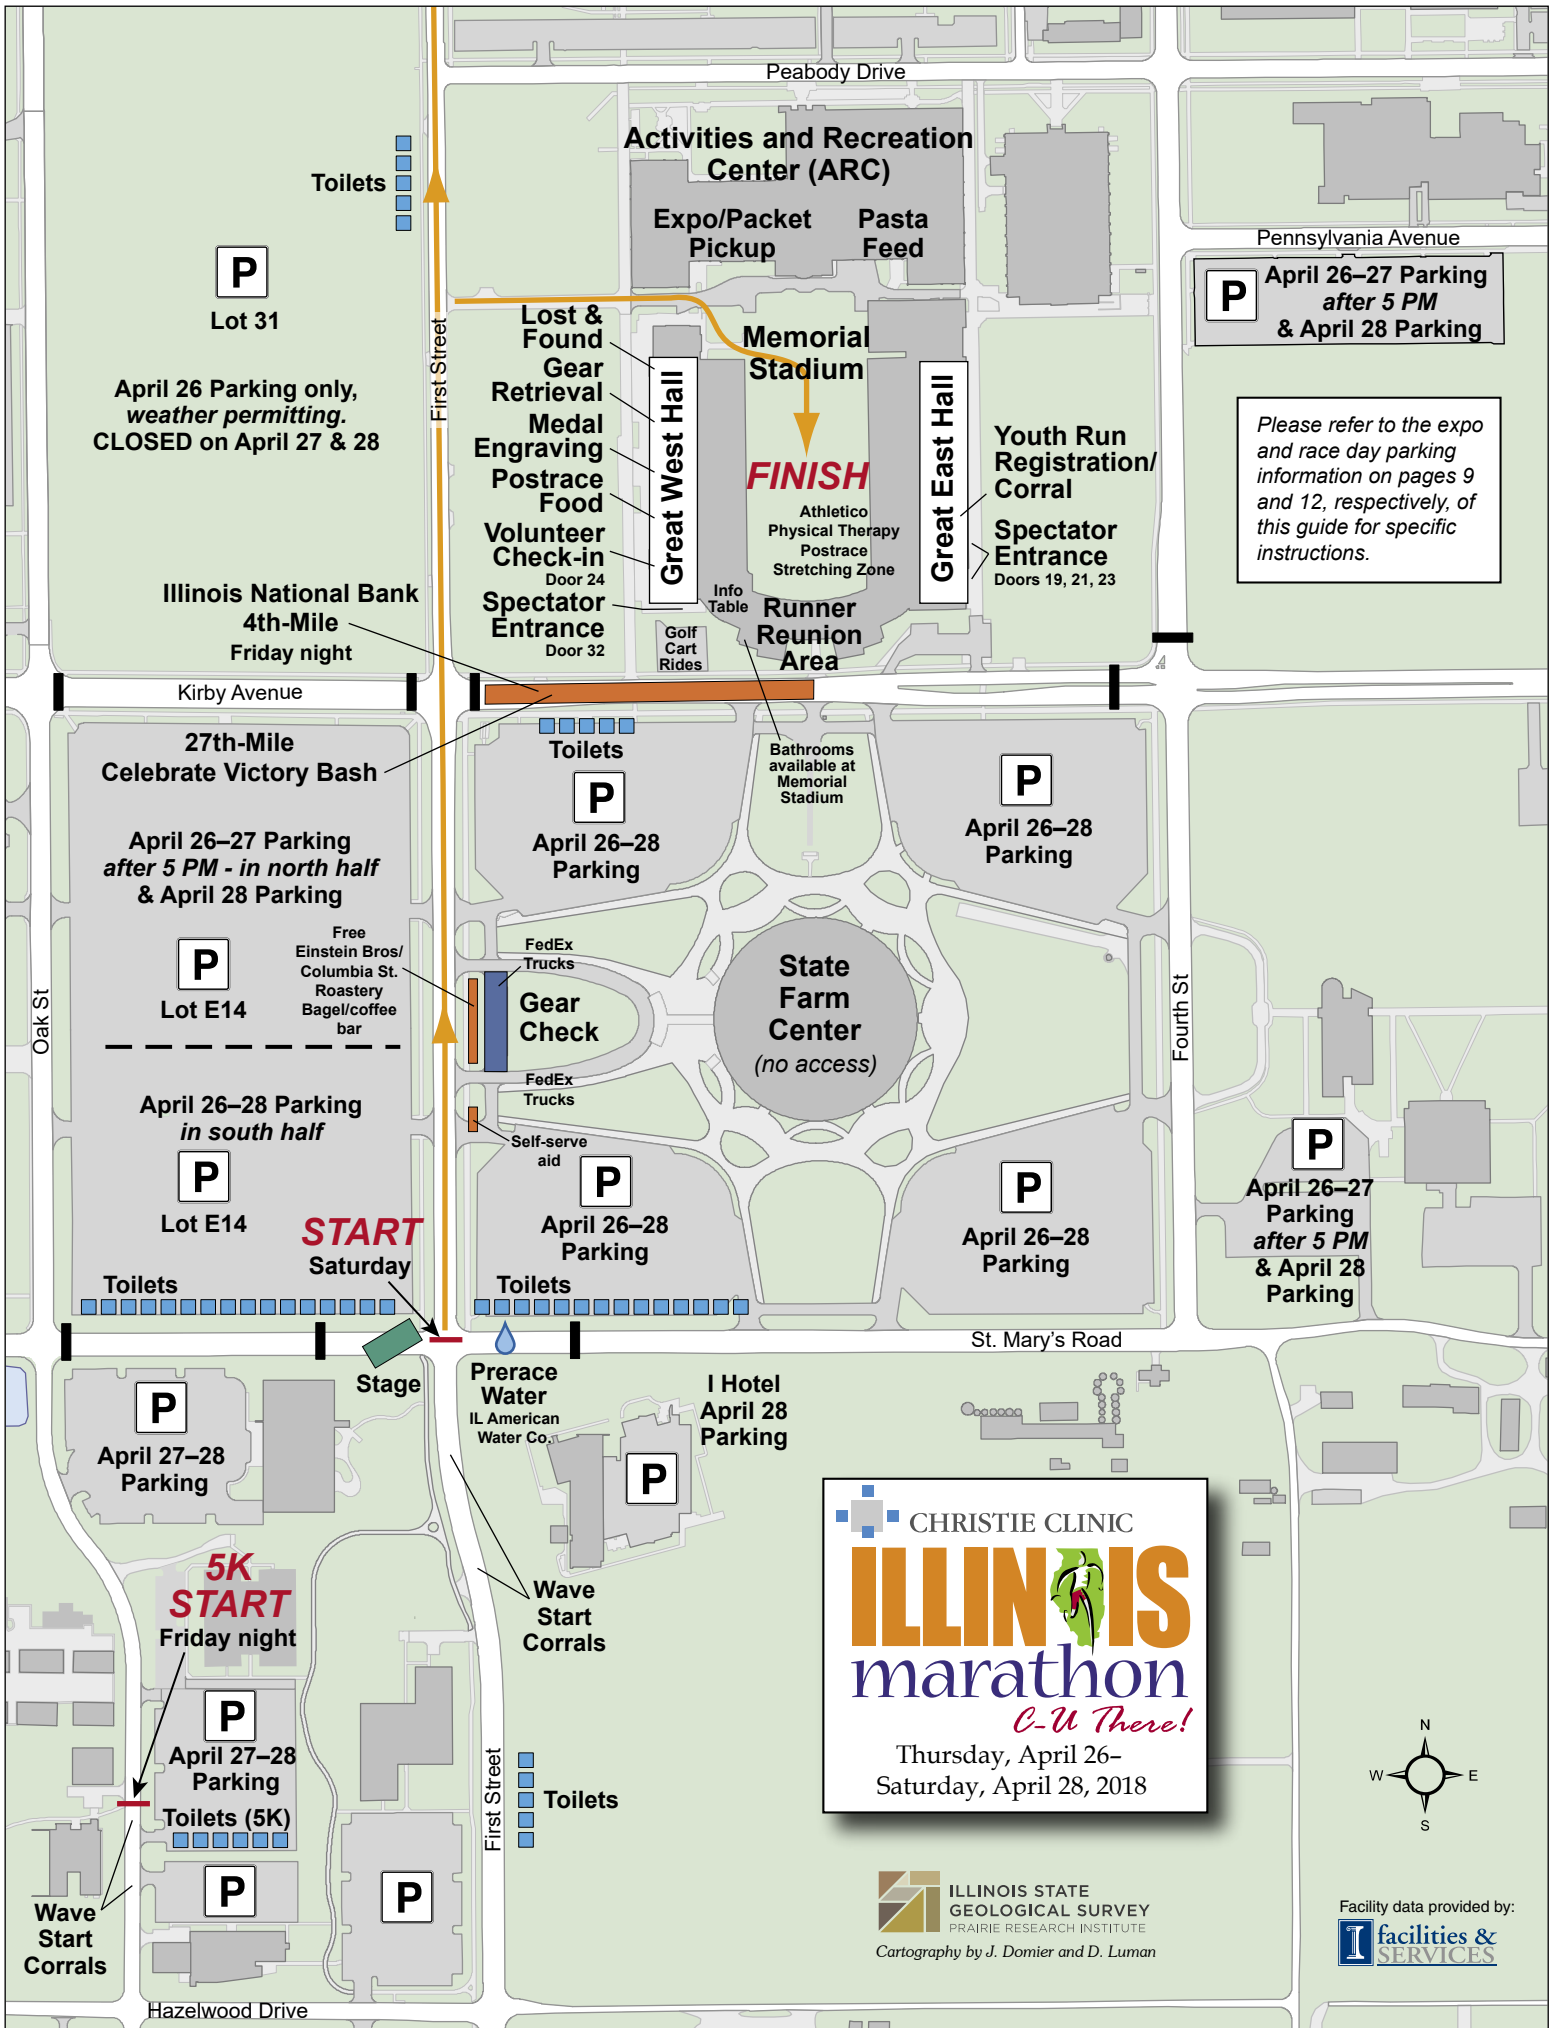 Peabody Drive
Activities and Recreation
Center (ARC)
Toilets
Expo/Packet
Pickup
Pasta
Feed
Pennsylvania Avenue
P
April 26–27 Parking
after 5 PM
& April 28 Parking
P
Lot 31
April 26 Parking only,
weather permitting.
CLOSED on April 27 & 28
First Street
Lost &
Found
Gear
Retrieval
Medal
Engraving
Postrace
Food
Volunteer
Check-in
Door 24
Spectator
Entrance
Door 32
Great West Hall
Memorial
Stadium
FINISH
Athletico
Physical Therapy
Postrace
Stretching Zone
Great East Hall
Youth Run
Registration/
Corral
Spectator
Entrance
Doors 19, 21, 23
Please refer to the expo
and race day parking
information on pages 9
and 12, respectively, of
this guide for specific
instructions.
Info
Table
Runner
Reunion
Area
Golf
Cart
Rides
Illinois National Bank
4th-Mile
Friday night
Kirby Avenue
27th-Mile
Celebrate Victory Bash
Toilets
P
April 26–28
Parking
Bathrooms
available at
Memorial
Stadium
P
April 26–28
Parking
April 26–27 Parking
after 5 PM - in north half
& April 28 Parking
P
Lot E14
Free
Einstein Bros/
Columbia St.
Roastery
Bagel/coffee
bar
FedEx
Trucks
Gear
Check
FedEx
Trucks
State
Farm
Center
(no access)
Oak St
Fourth St
April 26–28 Parking
in south half
P
Lot E14
Self-serve
aid
P
April 26–28
Parking
P
April 26–28
Parking
P
April 26–27
Parking
after 5 PM
& April 28
Parking
START
Saturday
Toilets
Toilets
St. Mary's Road
Stage
Prerace
Water
IL American
Water Co.
I Hotel
April 28
Parking
P
P
April 27–28
Parking
5K
START
Friday night
Wave
Start
Corrals
P
April 27–28
Parking
Toilets (5K)
P
P
First Street
Toilets
Wave
Start
Corrals
Hazelwood Drive
CHRISTIE CLINIC
ILLINOIS
marathon
C-U There!
Thursday, April 26–
Saturday, April 28, 2018
N
W
E
S
ILLINOIS STATE
GEOLOGICAL SURVEY
PRAIRIE RESEARCH INSTITUTE
Cartography by J. Domier and D. Luman
Facility data provided by:
I
facilities &
SERVICES